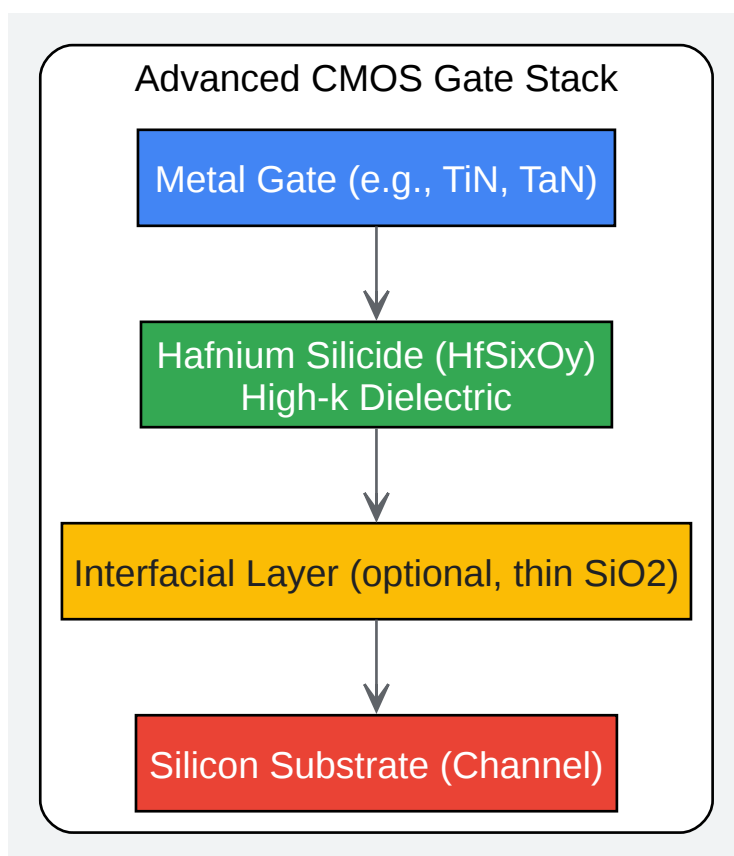 Advanced CMOS Gate Stack
Metal Gate (e.g., TiN, TaN)
Hafnium Silicide (HfSixOy)
High-k Dielectric
Interfacial Layer (optional, thin SiO2)
Silicon Substrate (Channel)